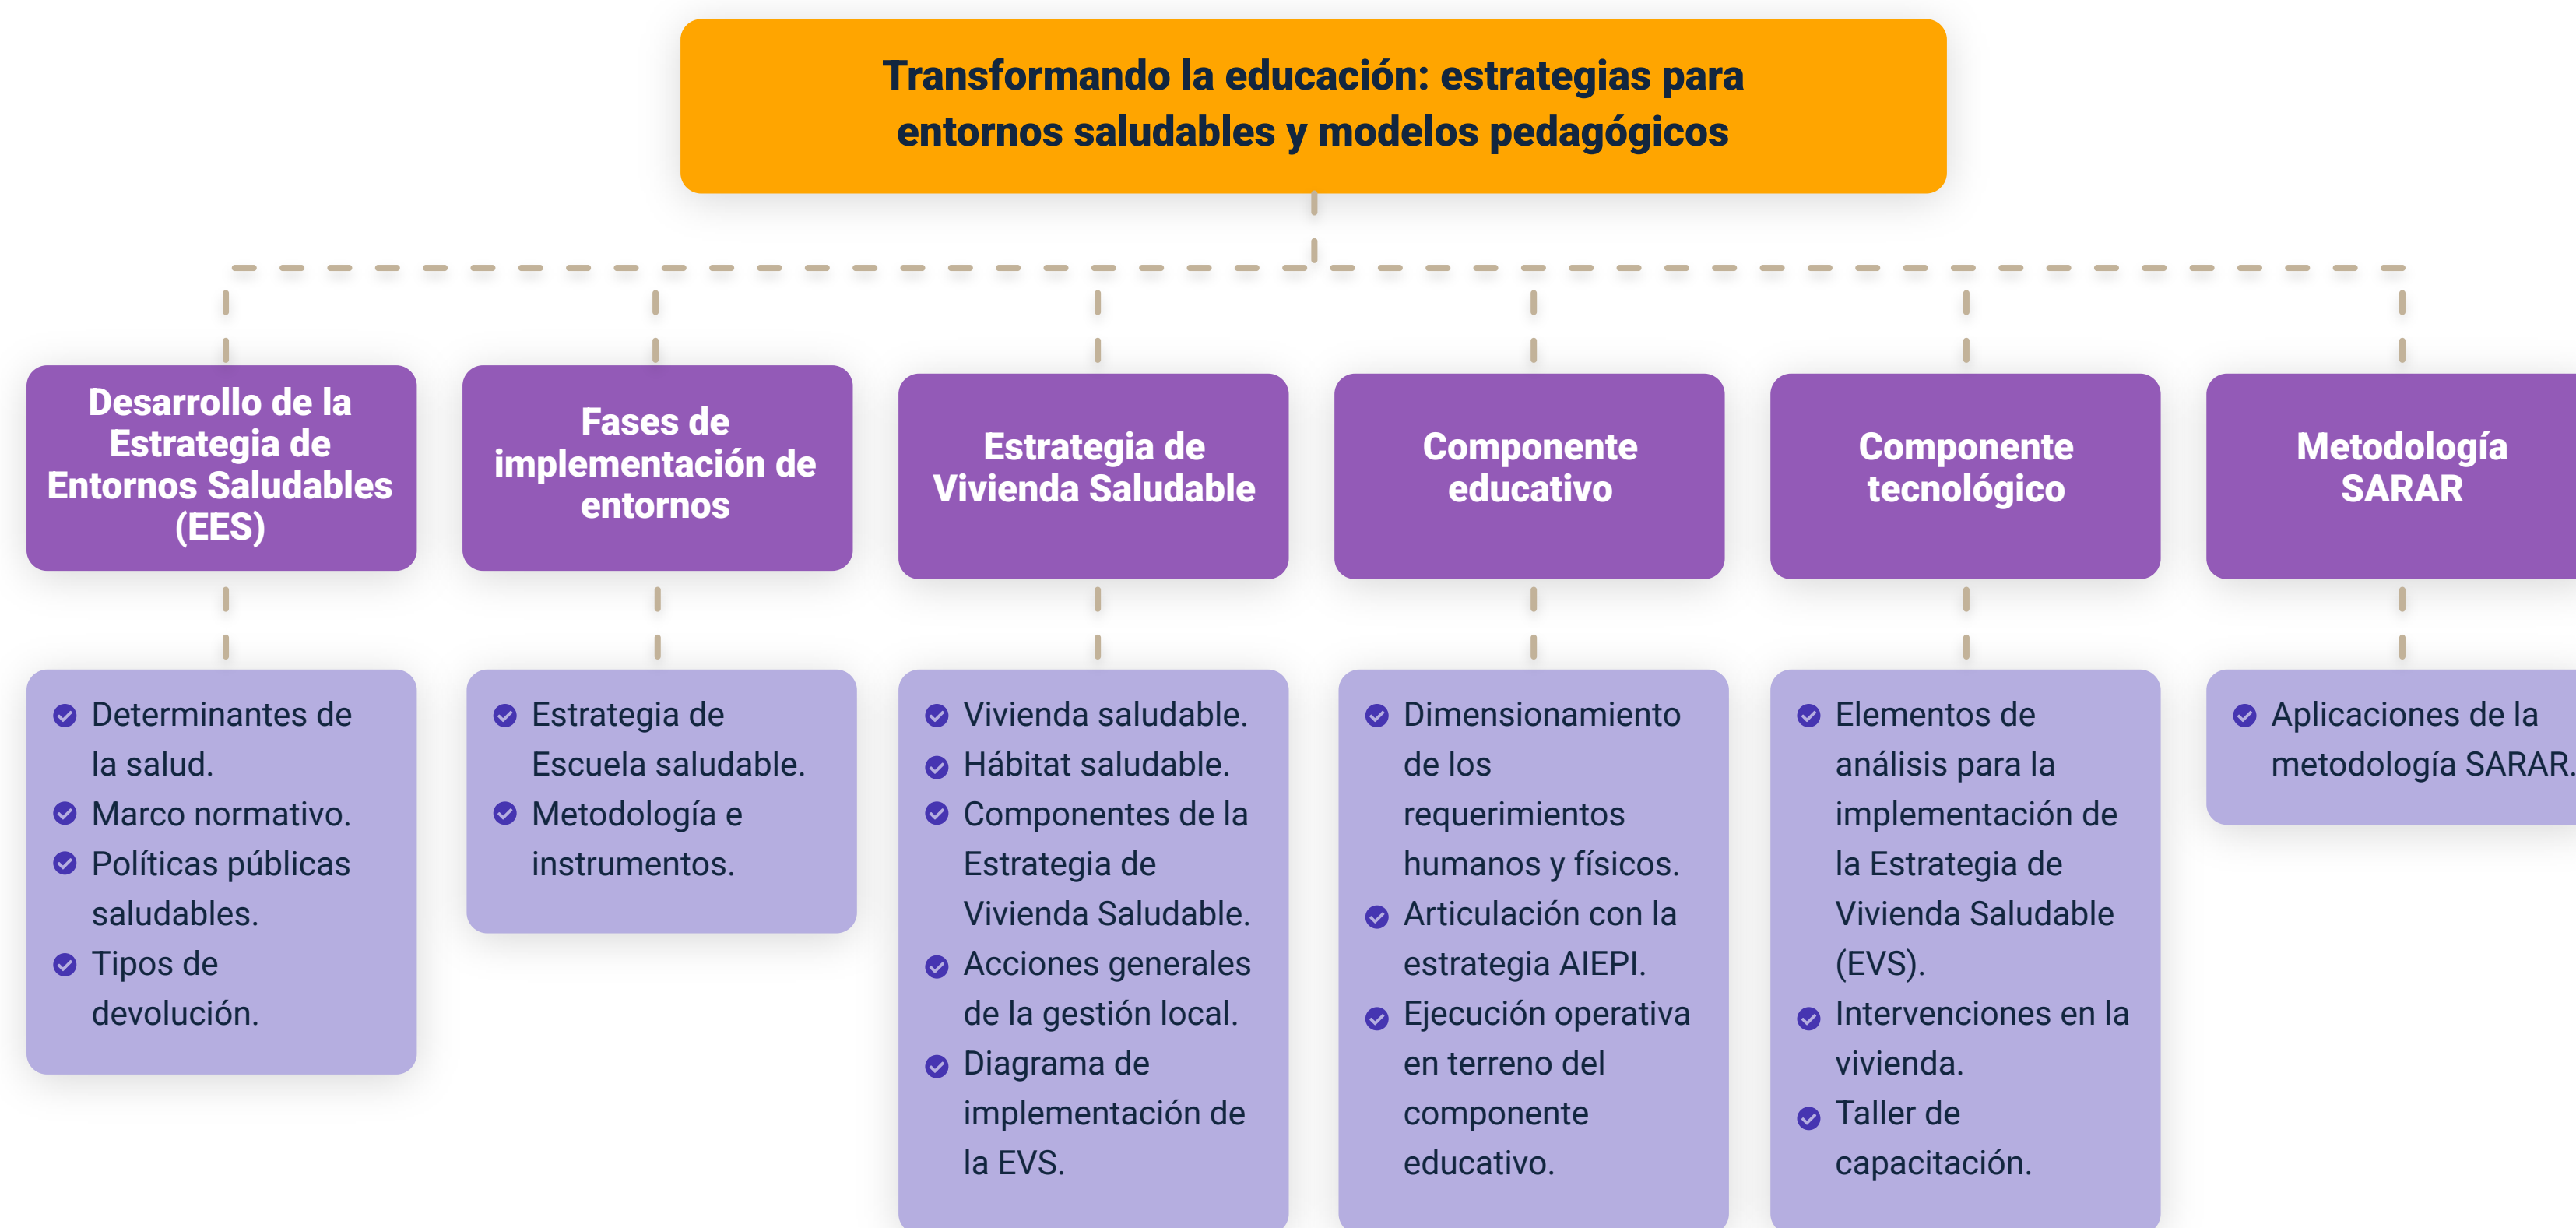 Transformando la educación: estrategias para
entornos saludables y modelos pedagógicos
Desarrollo de la
Estrategia de
Entornos Saludables
(EES)
Determinantes de
la salud.
Marco normativo.
Políticas públicas
saludables.
Tipos de
devolución.
Fases de
implementación de
entornos
Estrategia de
Escuela saludable.
Metodología e
instrumentos.
Estrategia de
Vivienda Saludable
Vivienda saludable.
Hábitat saludable.
Componentes de la
Estrategia de
Vivienda Saludable.
Acciones generales
de la gestión local.
Diagrama de
implementación de
la EVS.
Componente
educativo
Dimensionamiento
de los
requerimientos
humanos y físicos.
Articulación con la
estrategia AIEPI.
Ejecución operativa
en terreno del
componente
educativo.
Componente
tecnológico
Elementos de
análisis para la
implementación de
la Estrategia de
Vivienda Saludable
(EVS).
Intervenciones en la
vivienda.
Taller de
capacitación.
Metodología
SARAR
Aplicaciones de la
metodología SARAR.